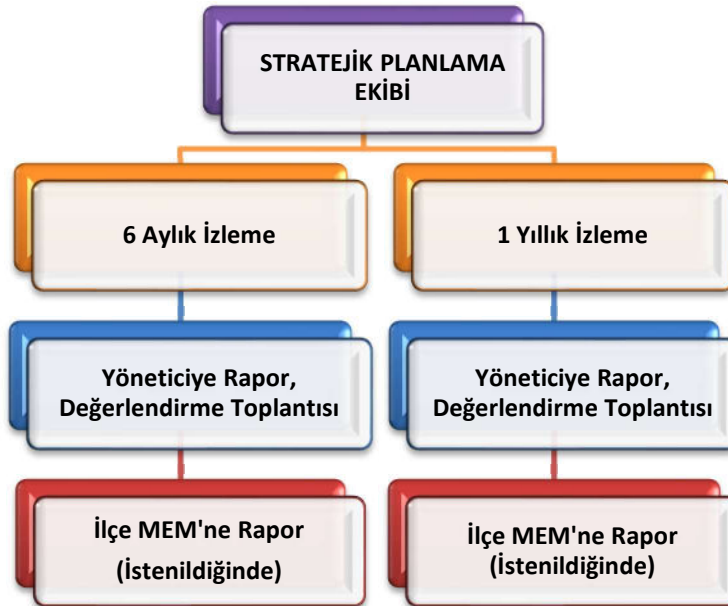 STRATEJİK PLANLAMA
EKİBİ
6 Aylık İzleme
1 Yıllık İzleme
Yöneticiye Rapor,
Değerlendirme Toplantısı
Yöneticiye Rapor,
Değerlendirme Toplantısı
İlçe MEM'ne Rapor
(İstenildiğinde)
İlçe MEM'ne Rapor
(İstenildiğinde)